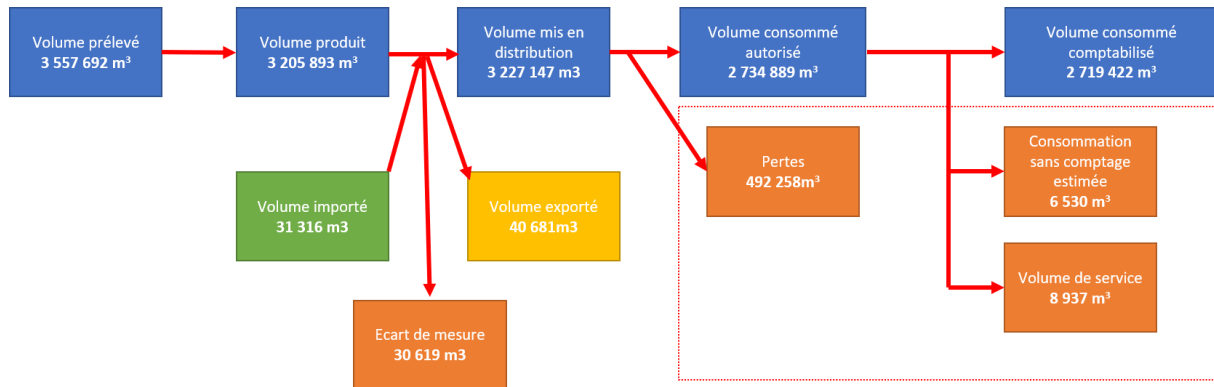 Volume prélevé
3 557 692 m³
Volume produit
3 205 893 m³
Volume mis en
distribution
3 227 147 m3
Volume consommé
autorisé
2 734 889 m³
Volume consommé
comptabilisé
2 719 422 m³
Pertes
492 258m³
Consommation
sans comptage
estimée
6 530 m³
Volume importé
31 316 m3
Volume exporté
40 681m3
Volume de service
8 937 m³
Ecart de mesure
30 619 m3